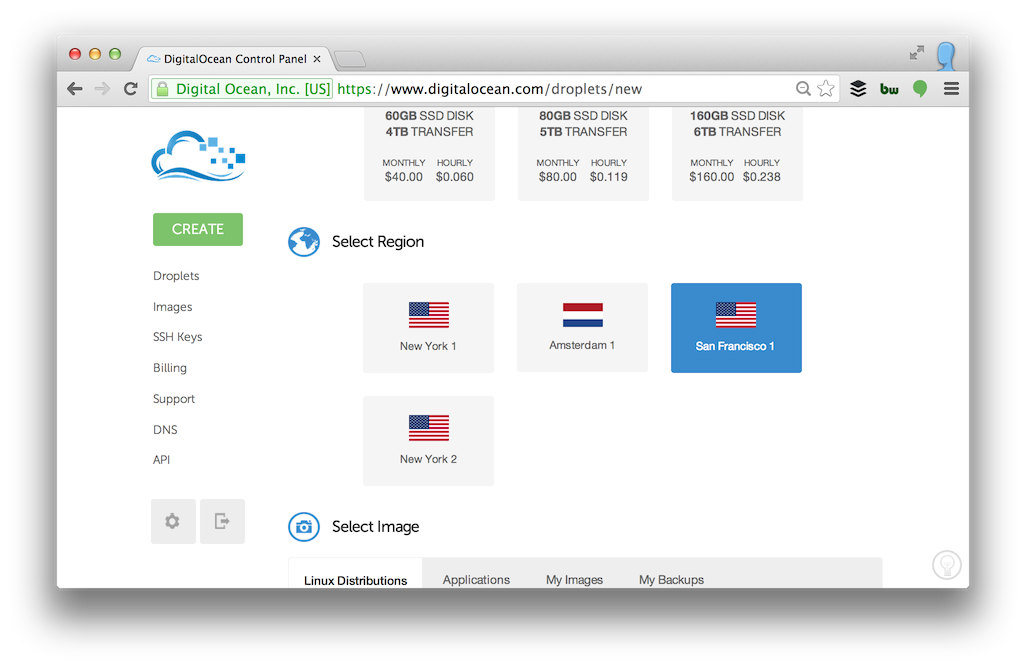 DigitalOcean Control Panel ×
Digital Ocean, Inc. [US] https://www.digitalocean.com/droplets/new
bw
60GB SSD DISK 80GB SSD DISK 160GB SSD DISK
4TB TRANSFER 5TB TRANSFER 6TB TRANSFER
MONTHLY HOURLY MONTHLY HOURLY MONTHLY HOURLY
$40.00 $0.060 $80.00 $0.119 $160.00 $0.238
CREATE
Droplets
Images
SSH Keys
Billing
Support
DNS
API
Select Region
New York 1 Amsterdam 1 San Francisco 1
New York 2
Select Image
Linux Distributions Applications My Images My Backups